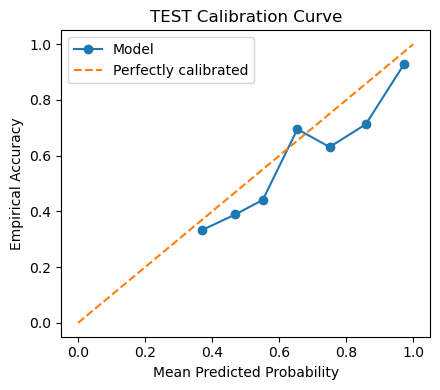 TEST Calibration Curve
Model
Perfectly calibrated
Empirical Accuracy
1.0
0.8
0.6
0.4
0.2
0.0
0.0 0.2 0.4 0.6 0.8 1.0
Mean Predicted Probability